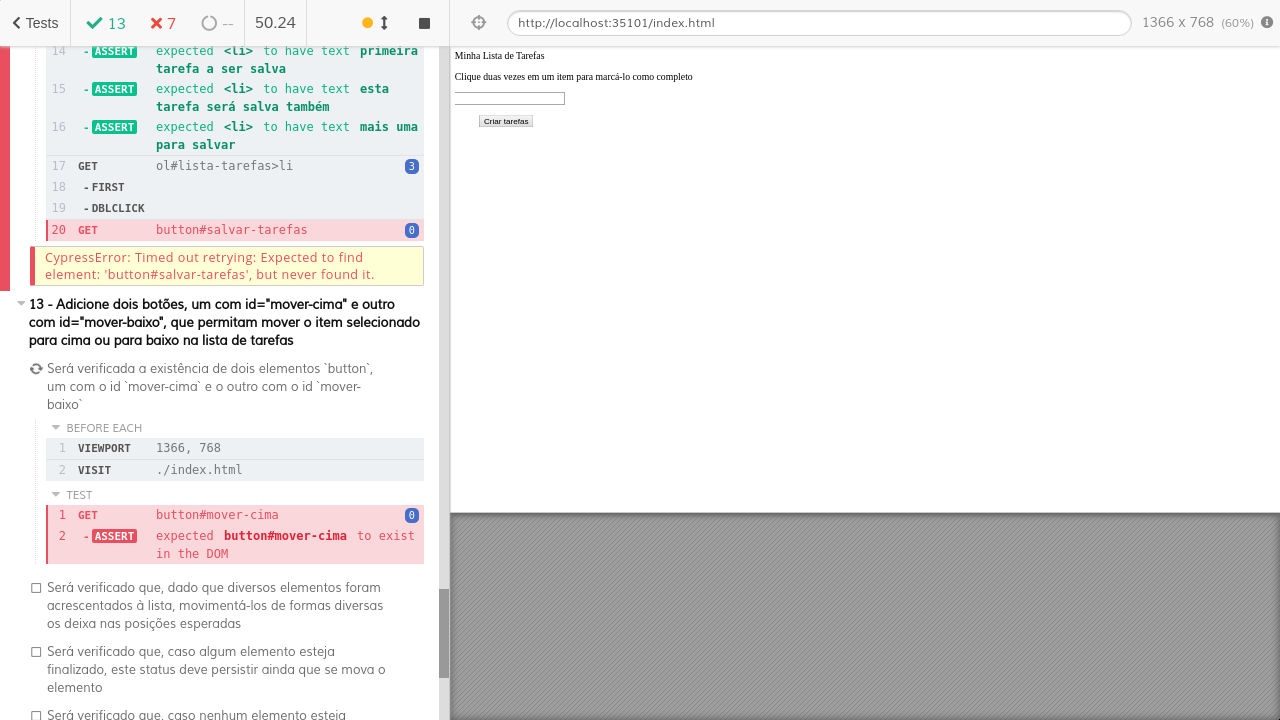 Tests 13 7 -- 50.24
http://localhost:35101/index.html 1366 x 768 (60%)
14 - ASSERT expected <li> to have text primeira
tarefa a ser salva
15 - ASSERT expected <li> to have text esta
tarefa será salva também
16 - ASSERT expected <li> to have text mais uma
para salvar
17 GET ol#lista-tarefas>li 3
18 - FIRST
19 - DBLCLICK
20 GET button#salvar-tarefas 0
CypressError: Timed out retrying: Expected to find
element: 'button#salvar-tarefas', but never found it.
13 - Adicione dois botões, um com id="mover-cima" e outro
com id="mover-baixo", que permitam mover o item selecionado
para cima ou para baixo na lista de tarefas
Será verificada a existência de dois elementos `button`,
um com o id `mover-cima` e o outro com o id `mover-
baixo`
BEFORE EACH
1 VIEWPORT 1366, 768
2 VISIT ./index.html
TEST
1 GET button#mover-cima 0
2 - ASSERT expected button#mover-cima to exist
in the DOM
Será verificado que, dado que diversos elementos foram
acrescentados à lista, movimentá-los de formas diversas
os deixa nas posições esperadas
Será verificado que, caso algum elemento esteja
finalizado, este status deve persistir ainda que se mova o
elemento
Será verificado que, caso nenhum elemento esteja
Minha Lista de Tarefas
Clique duas vezes em um item para marcá-lo como completo
Criar tarefas